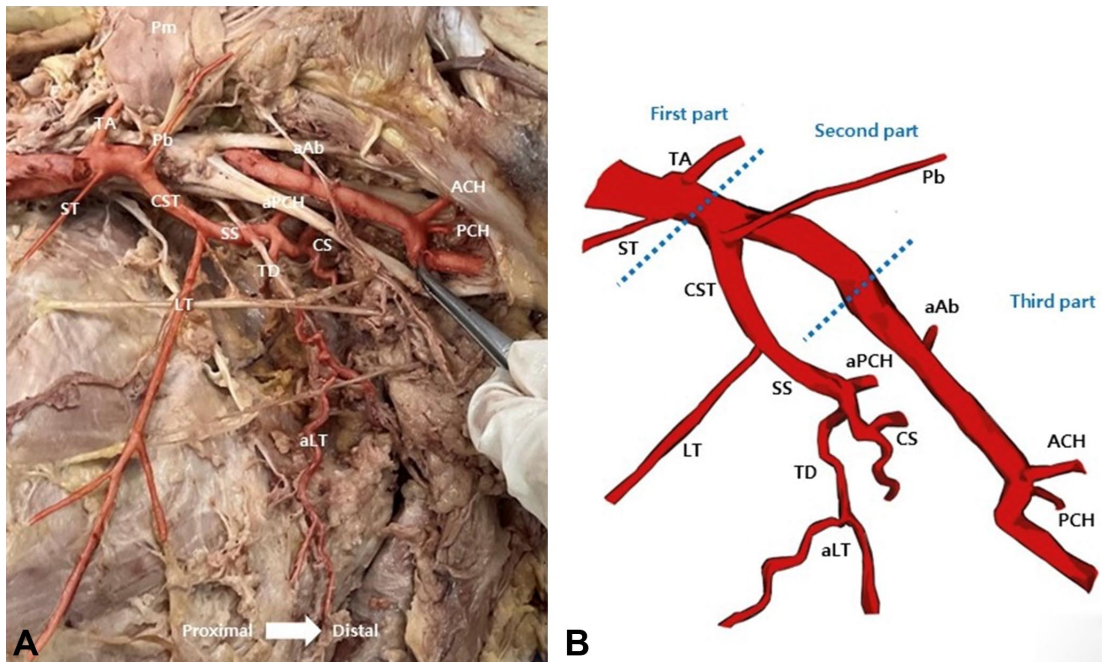 Pm
TA
Pb
aAb
ST
CST
aPCH
ACH
SS
CS
PCH
TD
LT
aLT
Proximal
Distal
A
First part
Second part
TA
Pb
ST
CST
Third part
aAb
aPCH
SS
LT
CS
TD
ACH
PCH
aLT
B